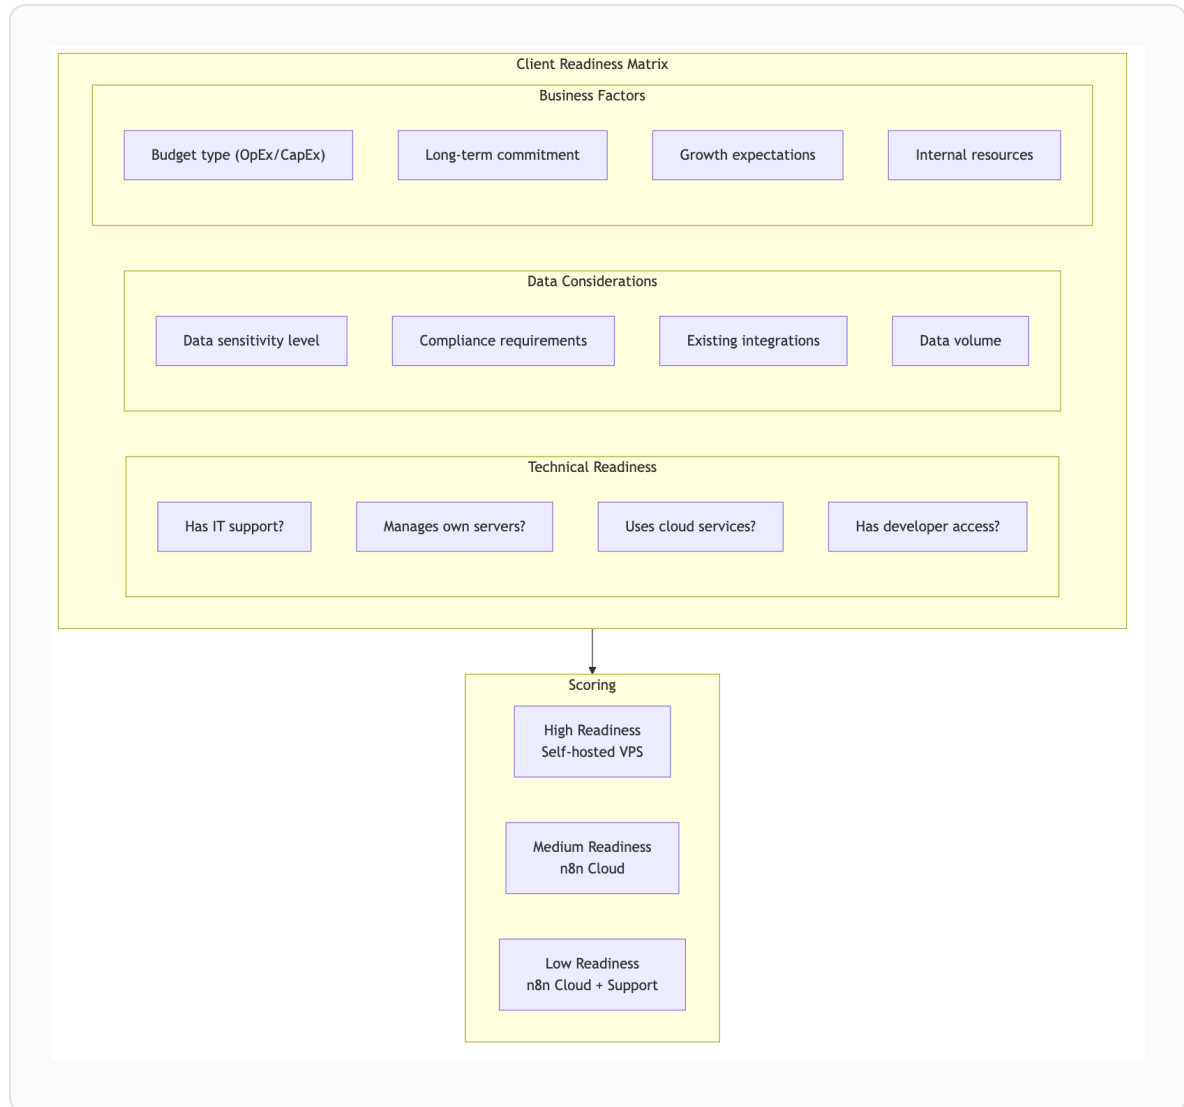 Client Readiness Matrix
Business Factors
Budget type (OpEx/CapEx)
Long-term commitment
Growth expectations
Internal resources
Data Considerations
Data sensitivity level
Compliance requirements
Existing integrations
Data volume
Technical Readiness
Has IT support?
Manages own servers?
Uses cloud services?
Has developer access?
Scoring
High Readiness
Self-hosted VPS
Medium Readiness
n8n Cloud
Low Readiness
n8n Cloud + Support